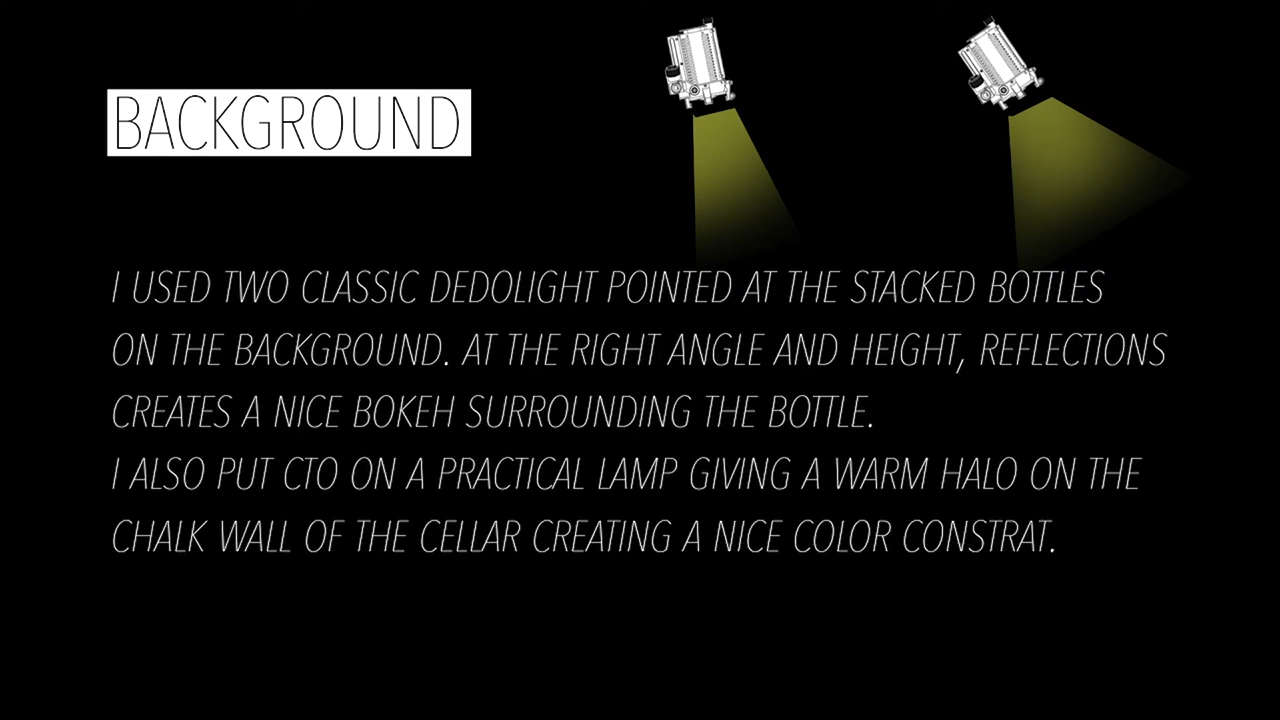 BACKGROUND
I USED TWO CLASSIC DEDOLIGHT POINTED AT THE STACKED BOTTLES
ON THE BACKGROUND. AT THE RIGHT ANGLE AND HEIGHT, REFLECTIONS
CREATES A NICE BOKEH SURROUNDING THE BOTTLE.
I ALSO PUT CTO ON A PRACTICAL LAMP GIVING A WARM HALO ON THE
CHALK WALL OF THE CELLAR CREATING A NICE COLOR CONSTRAT.